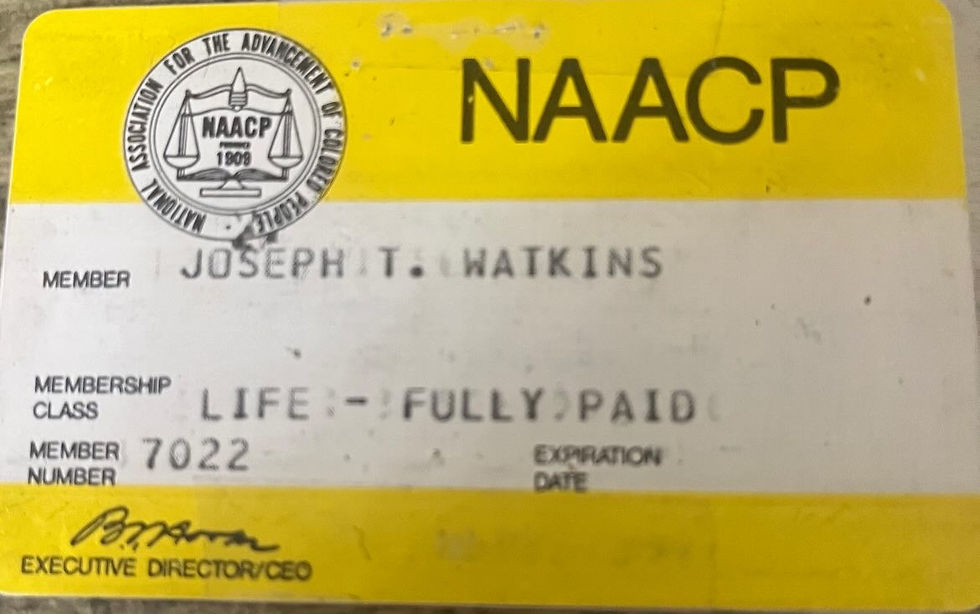 NATIONAL ASSOCIATION FOR THE ADVANCEMENT OF COLORED PEOPLE
NAACP
FOUNDED
1909
NAACP
MEMBER JOSEPH T. WATKINS
MEMBERSHIP
CLASS LIFE - FULLY PAID
MEMBER
NUMBER 7022
EXPIRATION
DATE
EXECUTIVE DIRECTOR/CEO